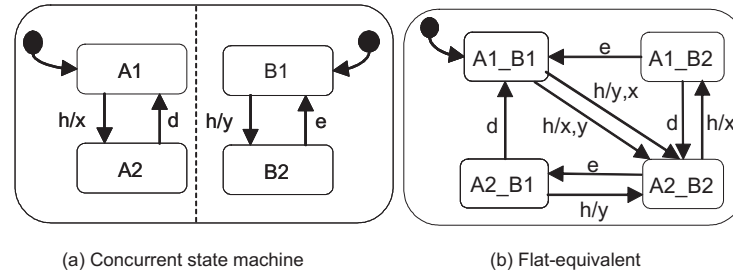 A1
B1
h/x
d
h/y
e
A2
B2
(a) Concurrent state machine
A1_B1
e
A1_B2
h/y,x
h/x,y
d
d
h/x
A2_B1
e
A2_B2
h/y
(b) Flat-equivalent